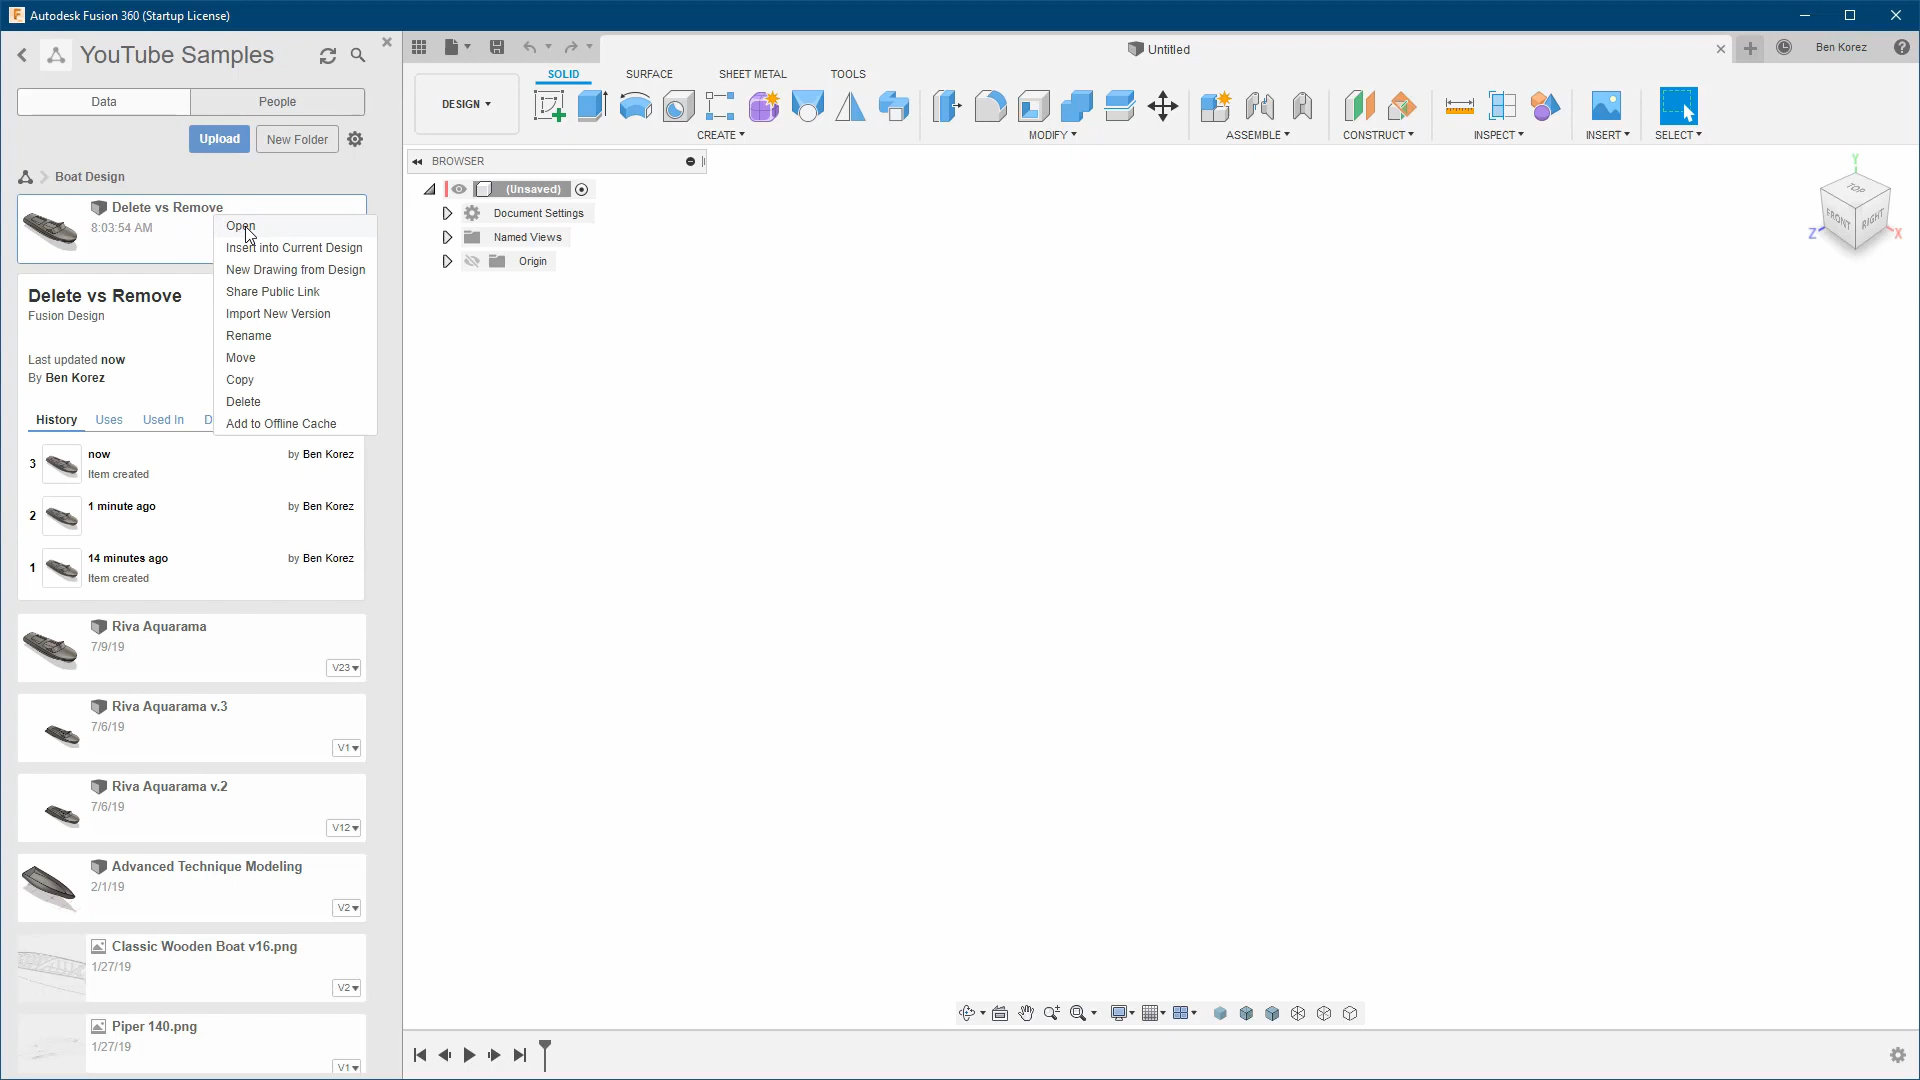 Autodesk Fusion 360 (Startup License)
YouTube Samples
Data
People
Upload
New Folder
Boat Design
Delete vs Remove
8:03:54 AM
Open
Insert into Current Design
New Drawing from Design
Share Public Link
Import New Version
Rename
Move
Copy
Delete
Add to Offline Cache
Delete vs Remove
Fusion Design
Last updated now
By Ben Korez
History
Uses
Used In
D
3
now
by Ben Korez
Item created
2
1 minute ago
by Ben Korez
1
14 minutes ago
by Ben Korez
Item created
Riva Aquarama
7/9/19
V23
Riva Aquarama v.3
7/6/19
V1
Riva Aquarama v.2
7/6/19
V12
Advanced Technique Modeling
2/1/19
V2
Classic Wooden Boat v16.png
1/27/19
V2
Piper 140.png
1/27/19
V1
Untitled
Ben Korez
DESIGN
SOLID
SURFACE
SHEET METAL
TOOLS
CREATE
MODIFY
ASSEMBLE
CONSTRUCT
INSPECT
INSERT
SELECT
BROWSER
(Unsaved)
Document Settings
Named Views
Origin
Y
TOP
FRONT
RIGHT
Z
X